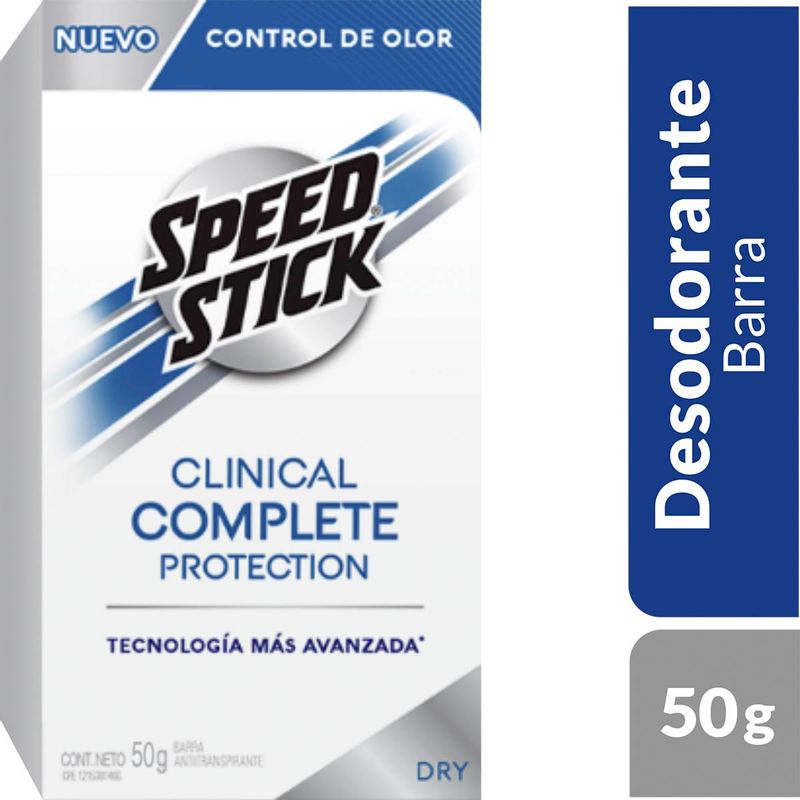 NUEVO
CONTROL DE OLOR
SPEED
STICK®
CLINICAL
COMPLETE
PROTECTION
TECNOLOGÍA MÁS AVANZADA*
CONT. NETO 50g BARRA
ANTITRANSPIRANTE
DRY
Desodorante
Barra
50g